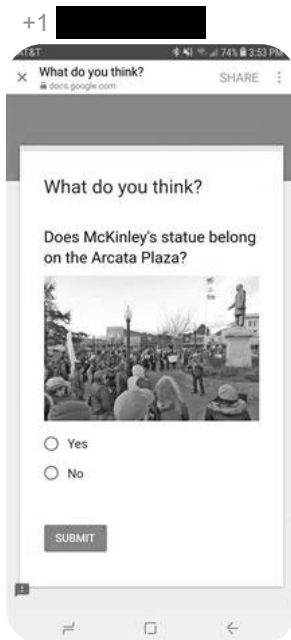 +1
AT&T 74% 3:53 PM
What do you think?
docs.google.com
SHARE
What do you think?
Does McKinley's statue belong
on the Arcata Plaza?
Yes
No
SUBMIT